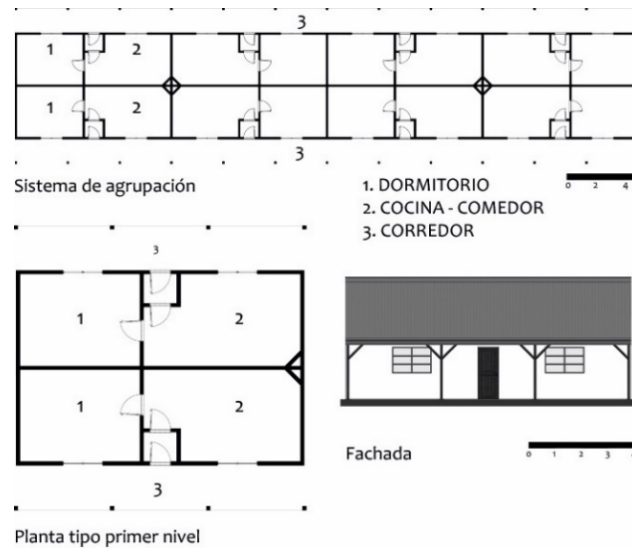 3
1 2
1 2
3
Sistema de agrupación
1. DORMITORIO
2. COCINA - COMEDOR
3. CORREDOR
0 2 4
3
1 2
1 2
3
Planta tipo primer nivel
Fachada
0 1 2 3 4